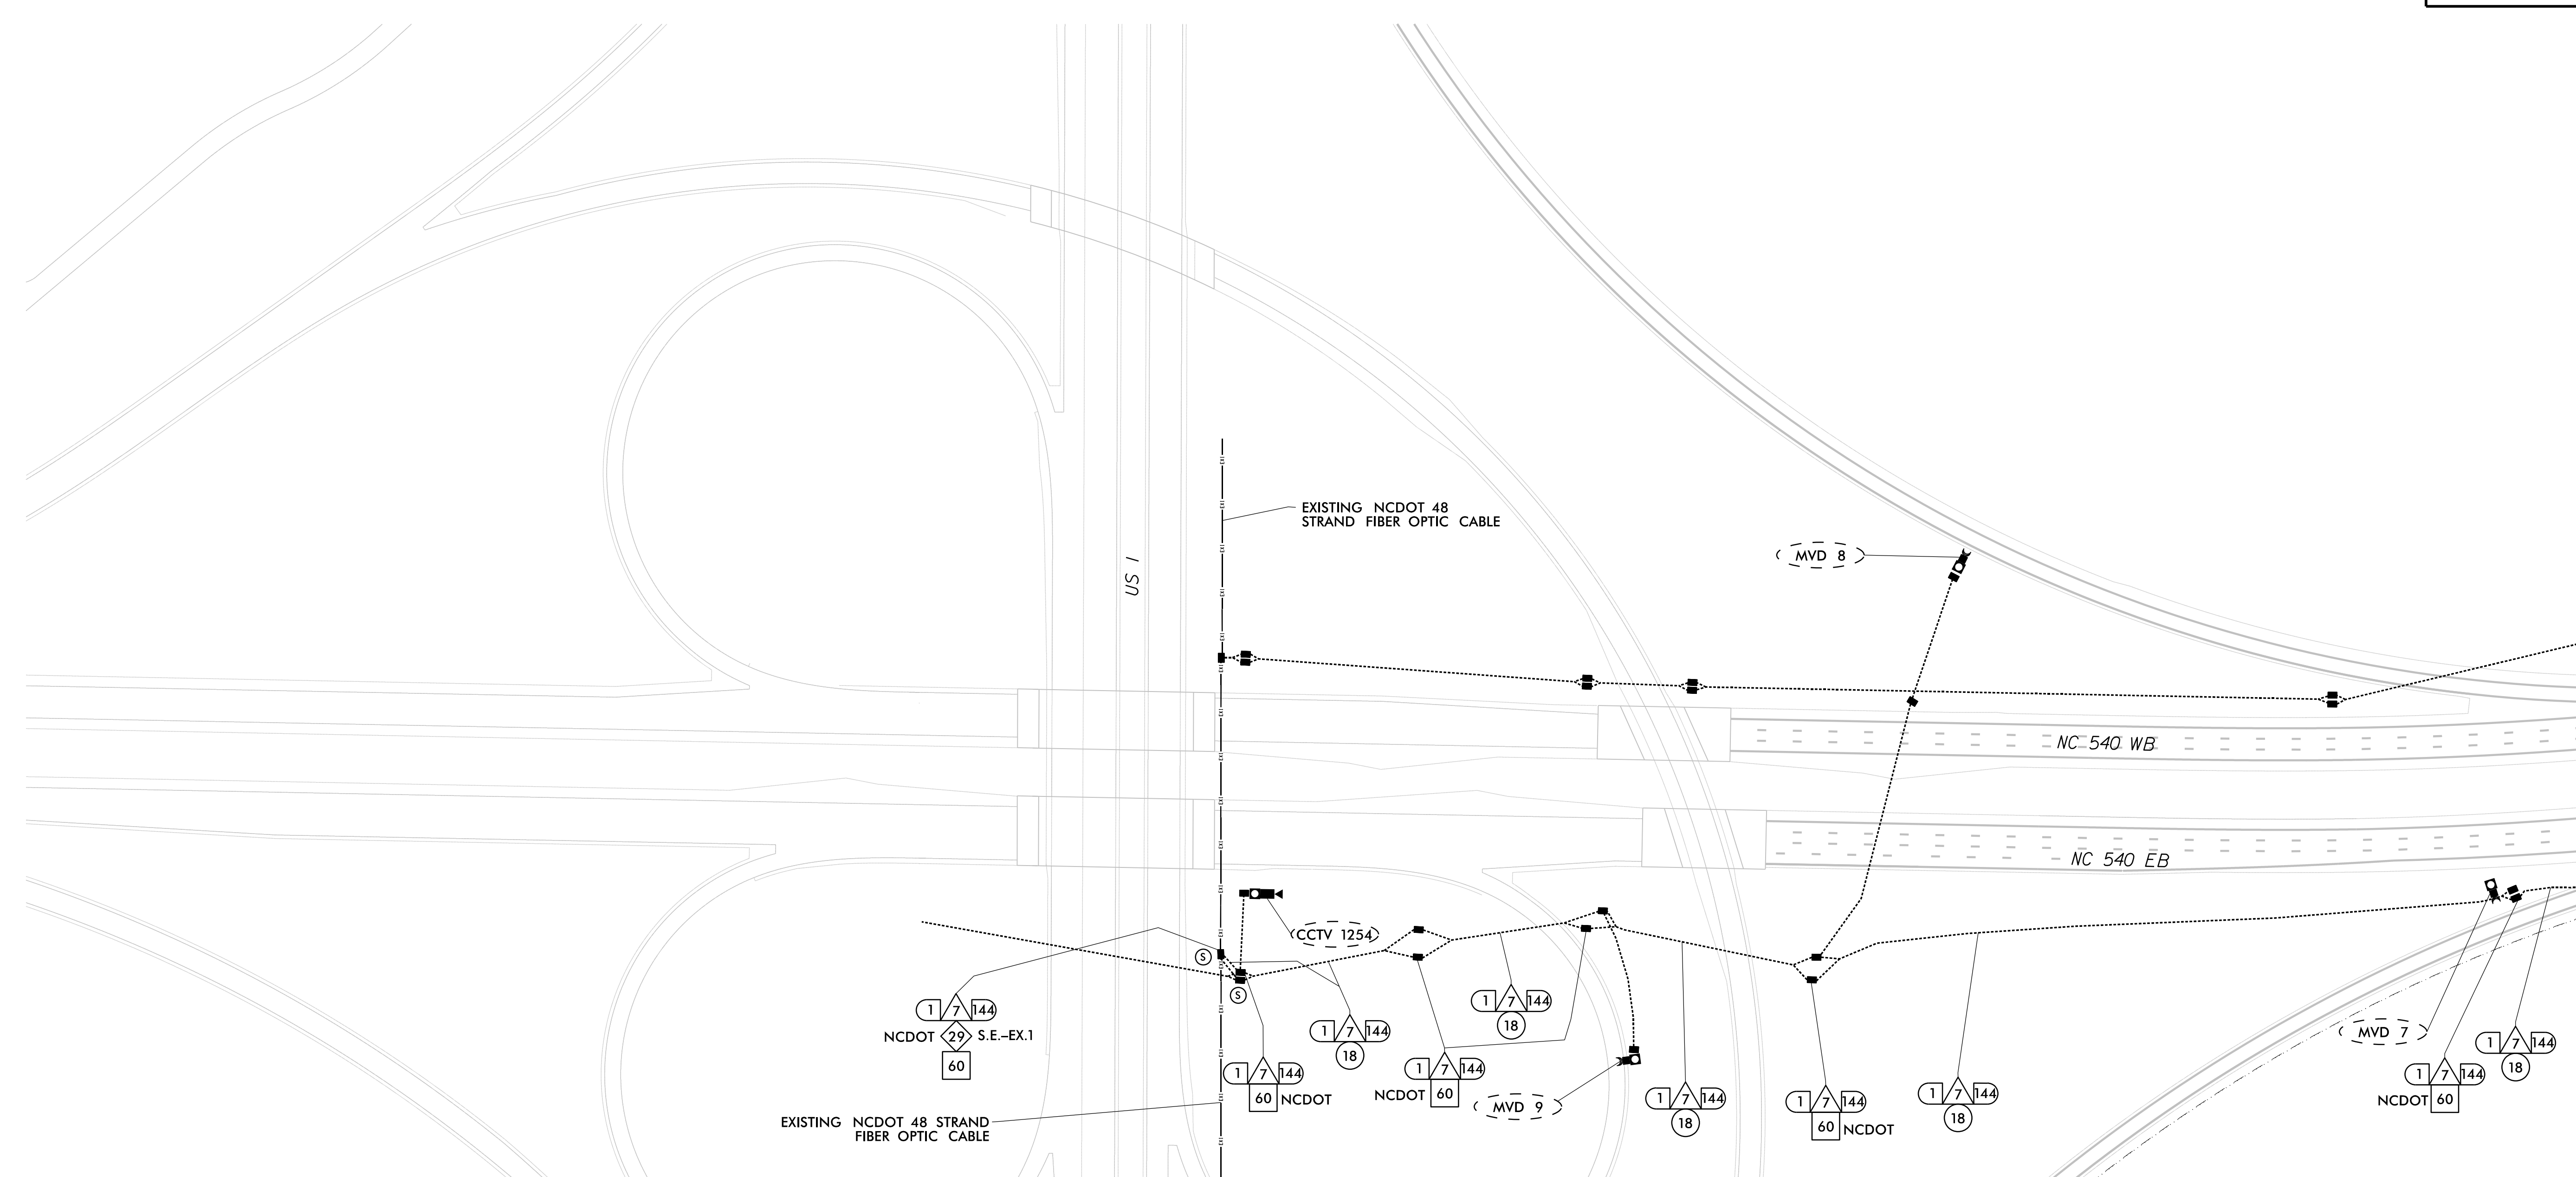 EXISTING NCDOT 48
STRAND FIBER OPTIC CABLE
US 1
MVD 8
NC 540 WB
NC 540 EB
CCTV 1254
S
S
1 7 144
NCDOT 29 S.E.-EX.1
60
1 7 144
60 NCDOT
1 7 144
18
1 7 144
NCDOT 60
1 7 144
18
MVD 9
1 7 144
18
1 7 144
60 NCDOT
1 7 144
18
MVD 7
1 7 144
NCDOT 60
1 7 144
18
EXISTING NCDOT 48 STRAND
FIBER OPTIC CABLE